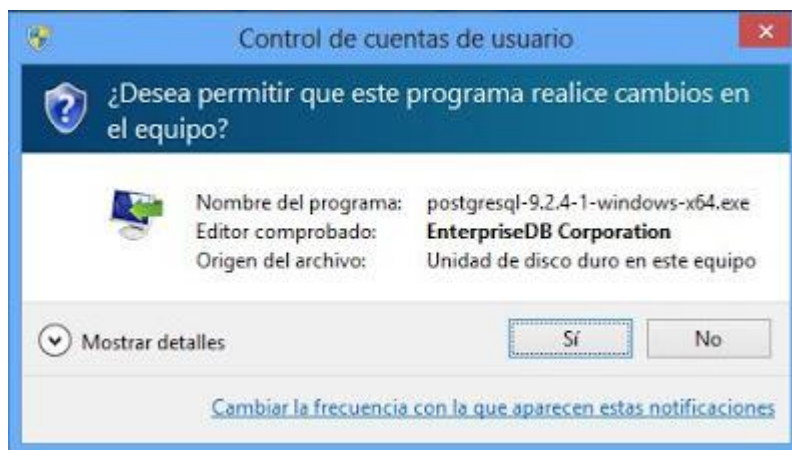 Control de cuentas de usuario
¿Desea permitir que este programa realice cambios en
el equipo?
Nombre del programa: postgresql-9.2.4-1-windows-x64.exe
Editor comprobado: EnterpriseDB Corporation
Origen del archivo: Unidad de disco duro en este equipo
Mostrar detalles Sí No
Cambiar la frecuencia con la que aparecen estas notificaciones